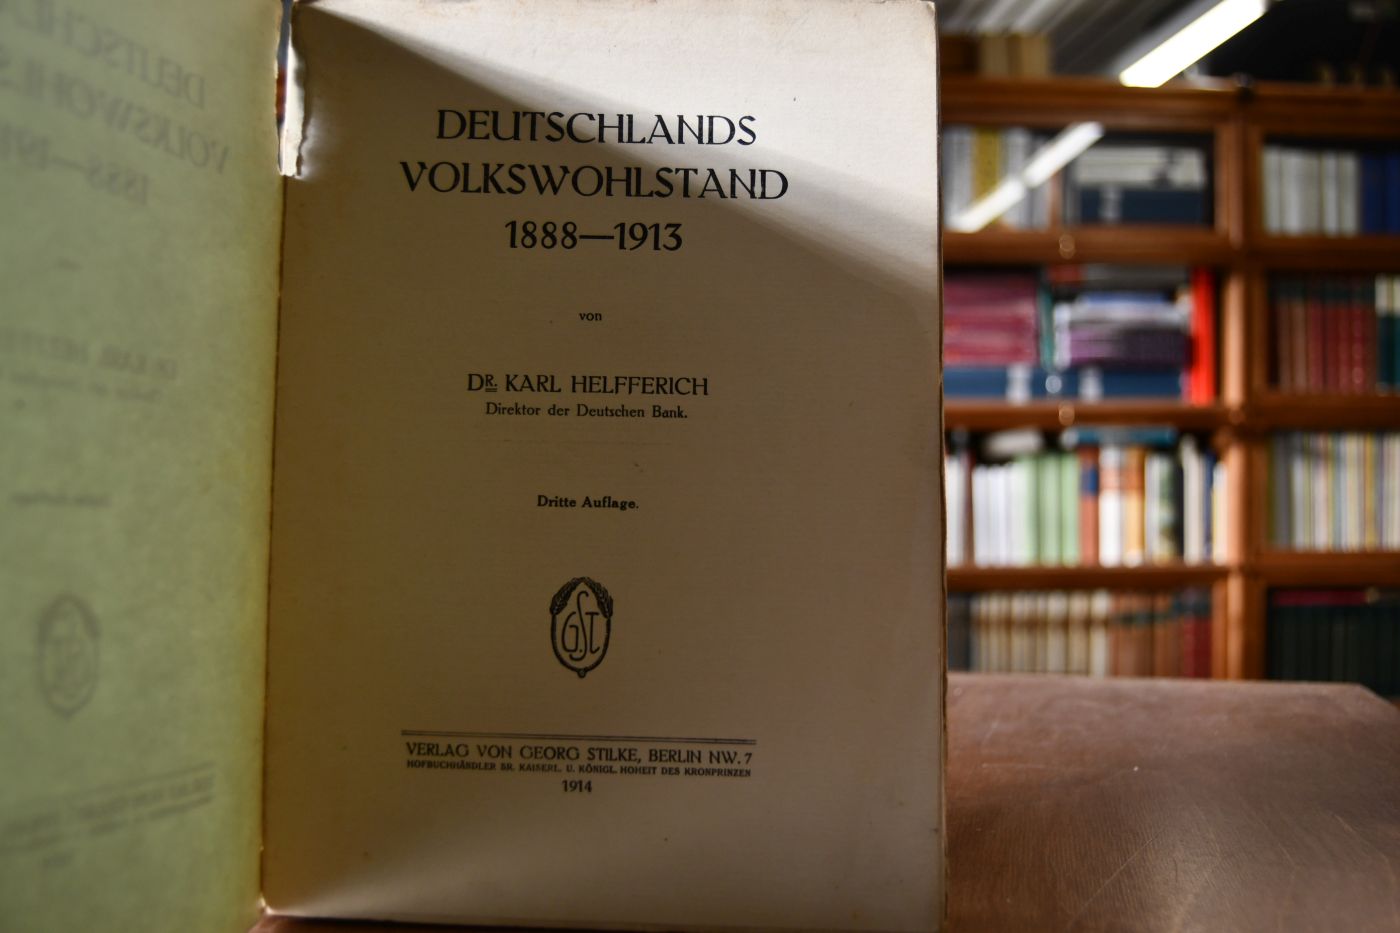 DEUTSCHLANDS
VOLKSWOHLSTAND
1888—1913
von
DR. KARL HELFFERICH
Direktor der Deutschen Bank.
Dritte Auflage.
G.St
VERLAG VON GEORG STILKE, BERLIN NW. 7
HOFBUCHHÄNDLER SR. KAISERL. U. KÖNIGL. HOHEIT DES KRONPRINZEN
1914